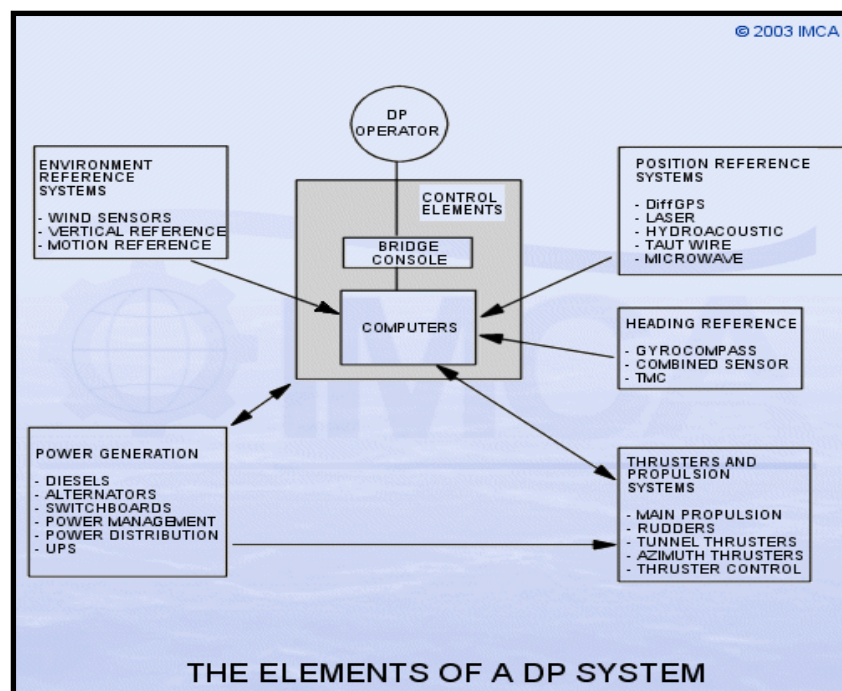 © 2003 IMCA
DP
OPERATOR
ENVIRONMENT
REFERENCE
SYSTEMS
- WIND SENSORS
- VERTICAL REFERENCE
- MOTION REFERENCE
CONTROL
ELEMENTS
BRIDGE
CONSOLE
COMPUTERS
POSITION REFERENCE
SYSTEMS
- DiffGPS
- LASER
- HYDROACOUSTIC
- TAUT WIRE
- MICROWAVE
HEADING REFERENCE
- GYROCOMPASS
- COMBINED SENSOR
- TMC
IMCA
POWER GENERATION
- DIESELS
- ALTERNATORS
- SWITCHBOARDS
- POWER MANAGEMENT
- POWER DISTRIBUTION
- UPS
THRUSTERS AND
PROPULSION
SYSTEMS
- MAIN PROPULSION
- RUDDERS
- TUNNEL THRUSTERS
- AZIMUTH THRUSTERS
- THRUSTER CONTROL
THE ELEMENTS OF A DP SYSTEM